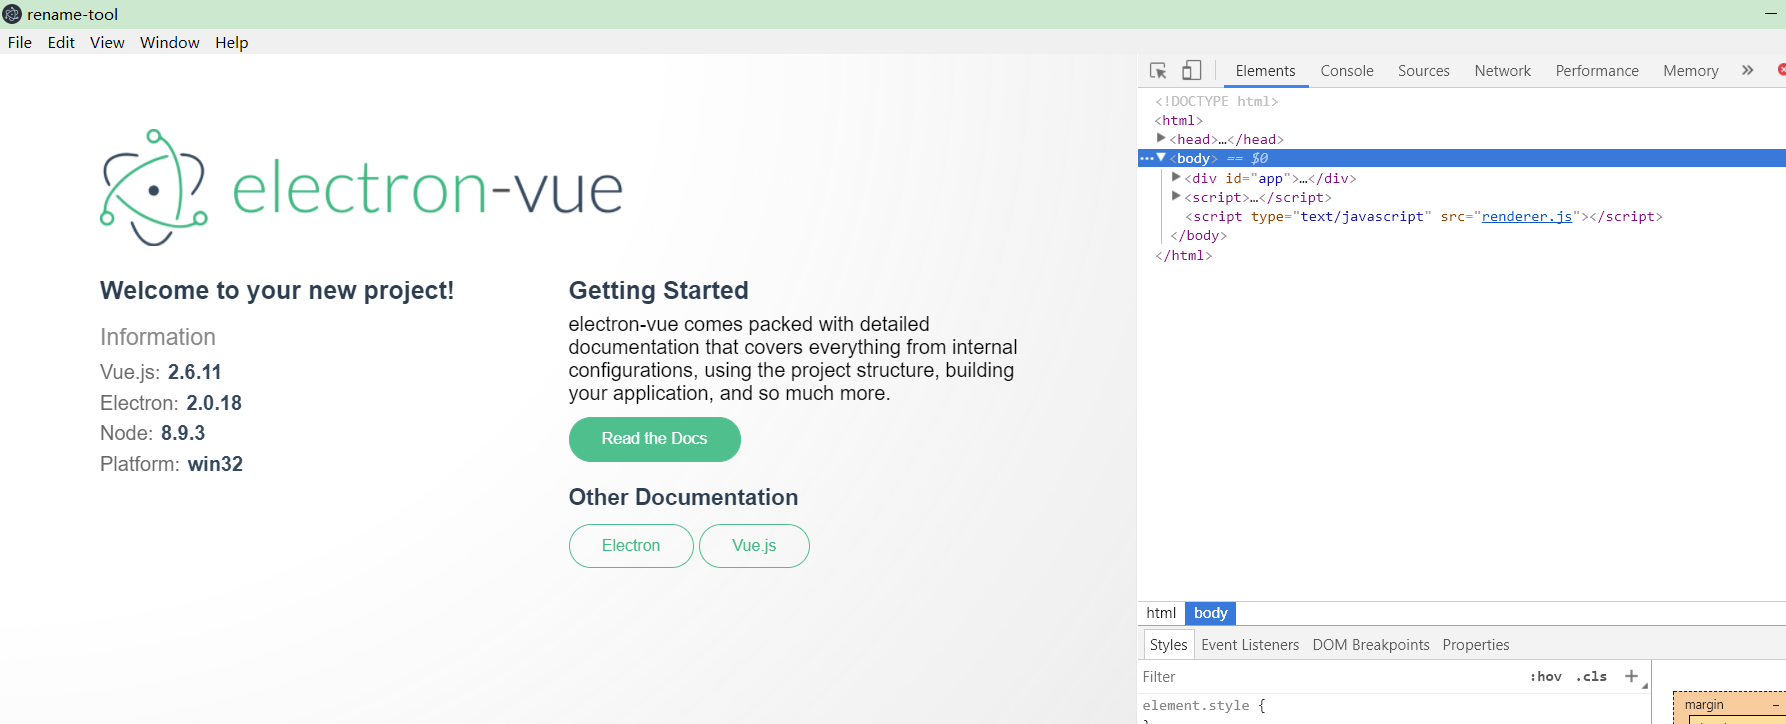 rename-tool
File Edit View Window Help
electron-vue
Welcome to your new project!
Information
Vue.js: 2.6.11
Electron: 2.0.18
Node: 8.9.3
Platform: win32
Getting Started
electron-vue comes packed with detailed
documentation that covers everything from internal
configurations, using the project structure, building
your application, and so much more.
Read the Docs
Other Documentation
Electron Vue.js
Elements Console Sources Network Performance Memory »
<!DOCTYPE html>
<html>
<head>…</head>
<body> == $0
<div id="app">…</div>
<script>…</script>
<script type="text/javascript" src="renderer.js"></script>
</body>
</html>
html body
Styles Event Listeners DOM Breakpoints Properties
Filter :hov .cls +
element.style {
margin –